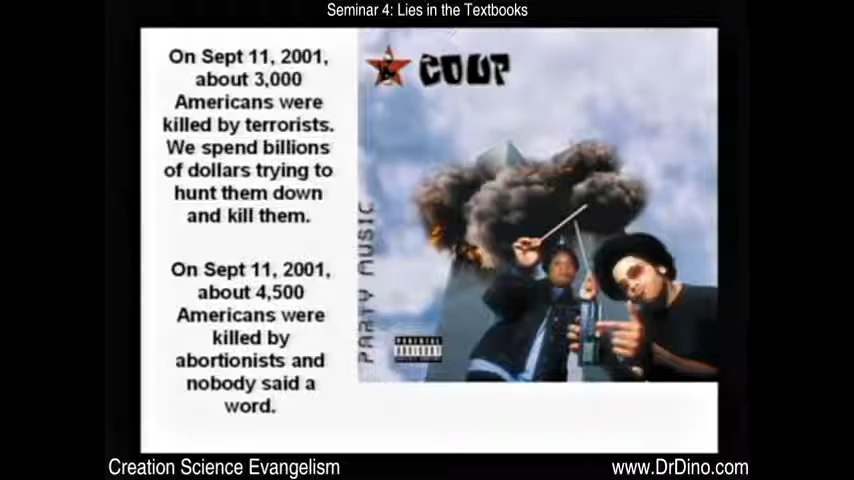 Seminar 4: Lies in the Textbooks
On Sept 11, 2001,
about 3,000
Americans were
killed by terrorists.
We spend billions
of dollars trying to
hunt them down
and kill them.
On Sept 11, 2001,
about 4,500
Americans were
killed by
abortionists and
nobody said a
word.
COUP
PARTY MUSIC
PARENTAL
ADVISORY
Creation Science Evangelism
www.DrDino.com